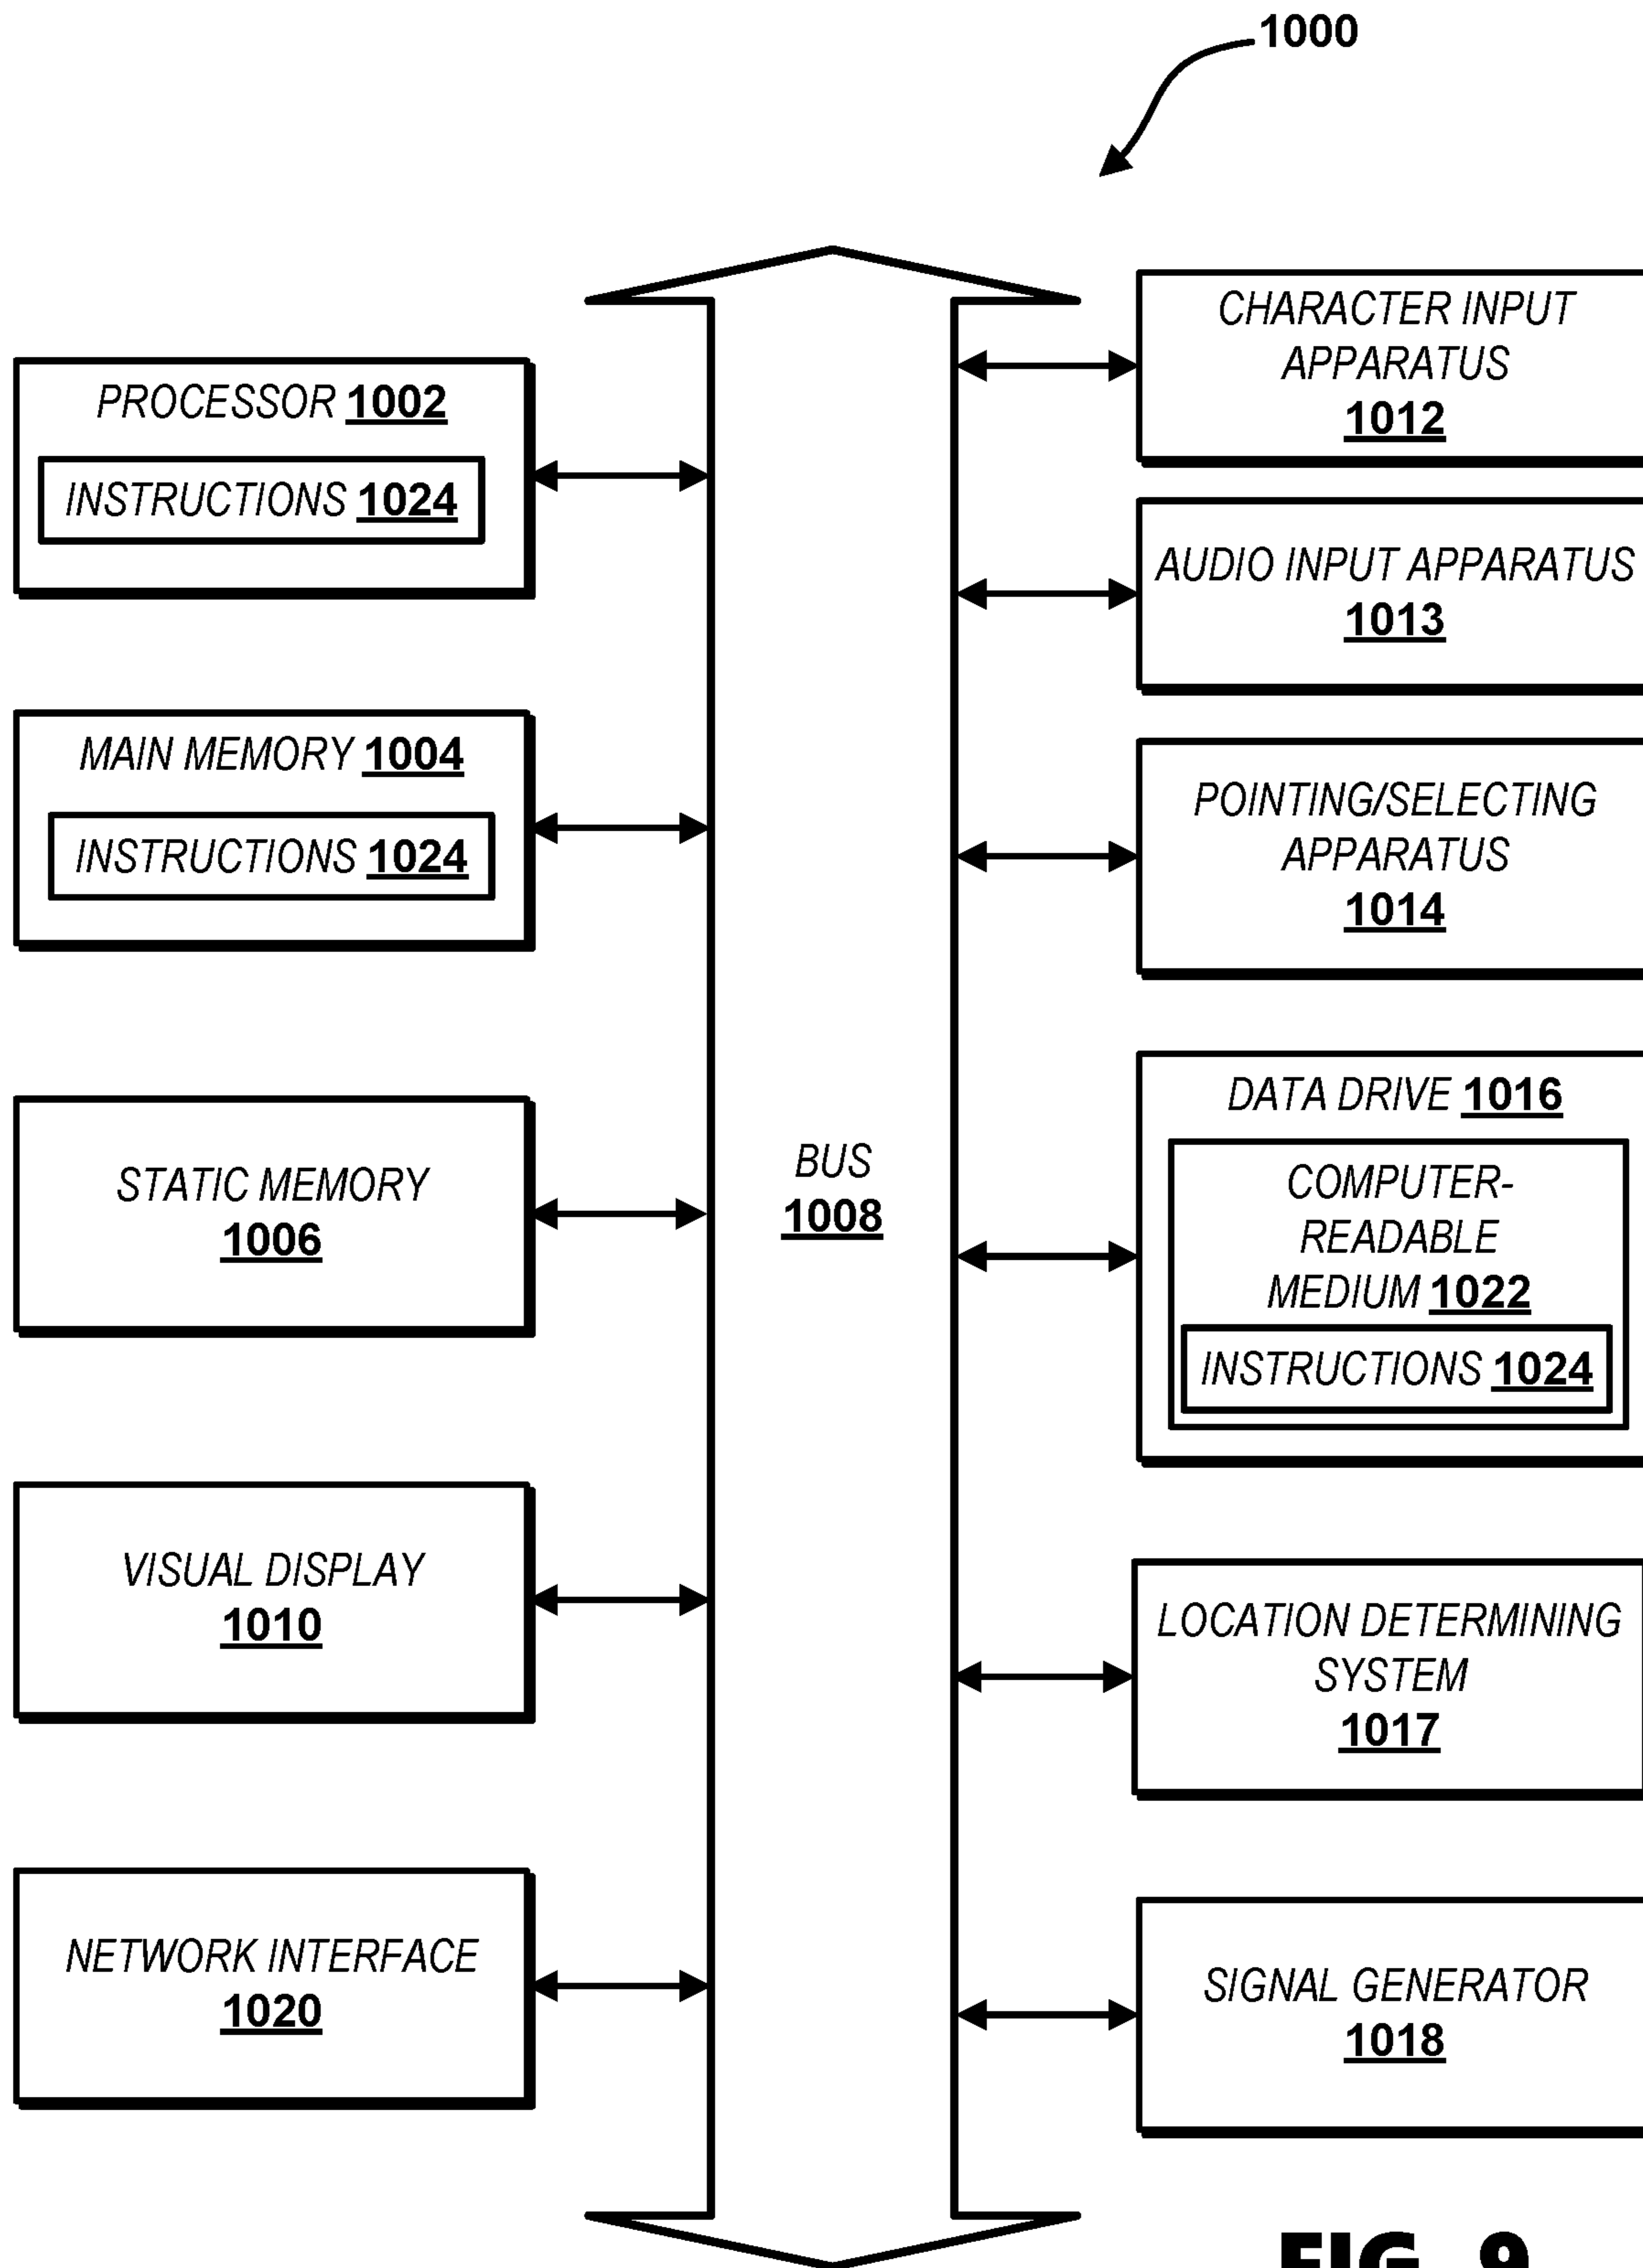 1000
PROCESSOR 1002
INSTRUCTIONS 1024
MAIN MEMORY 1004
INSTRUCTIONS 1024
STATIC MEMORY
1006
VISUAL DISPLAY
1010
NETWORK INTERFACE
1020
BUS
1008
CHARACTER INPUT
APPARATUS
1012
AUDIO INPUT APPARATUS
1013
POINTING/SELECTING
APPARATUS
1014
DATA DRIVE 1016
COMPUTER-
READABLE
MEDIUM 1022
INSTRUCTIONS 1024
LOCATION DETERMINING
SYSTEM
1017
SIGNAL GENERATOR
1018
FIG. 9